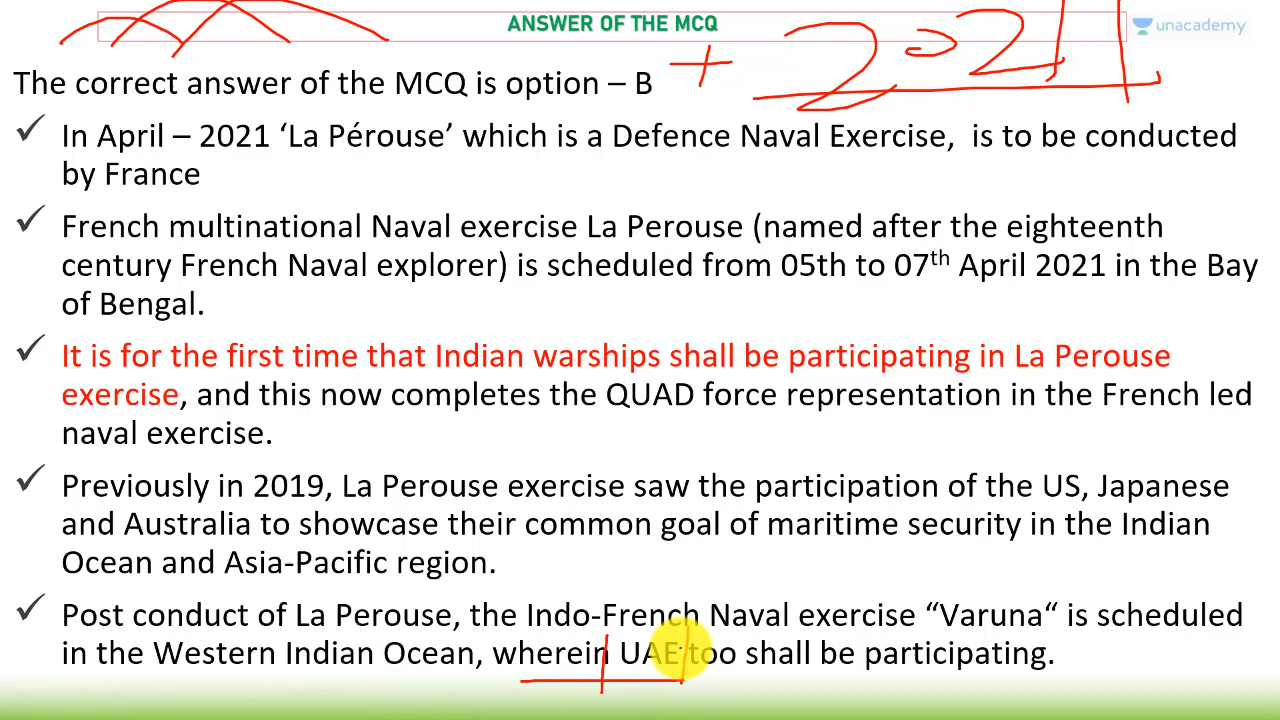 ANSWER OF THE MCQ
unacademy
+ 2021
The correct answer of the MCQ is option – B
✓ In April – 2021 ‘La Pérouse’ which is a Defence Naval Exercise, is to be conducted
by France
✓ French multinational Naval exercise La Perouse (named after the eighteenth
century French Naval explorer) is scheduled from 05th to 07th April 2021 in the Bay
of Bengal.
✓ It is for the first time that Indian warships shall be participating in La Perouse
exercise, and this now completes the QUAD force representation in the French led
naval exercise.
✓ Previously in 2019, La Perouse exercise saw the participation of the US, Japanese
and Australia to showcase their common goal of maritime security in the Indian
Ocean and Asia-Pacific region.
✓ Post conduct of La Perouse, the Indo-French Naval exercise “Varuna“ is scheduled
in the Western Indian Ocean, wherein UAE too shall be participating.